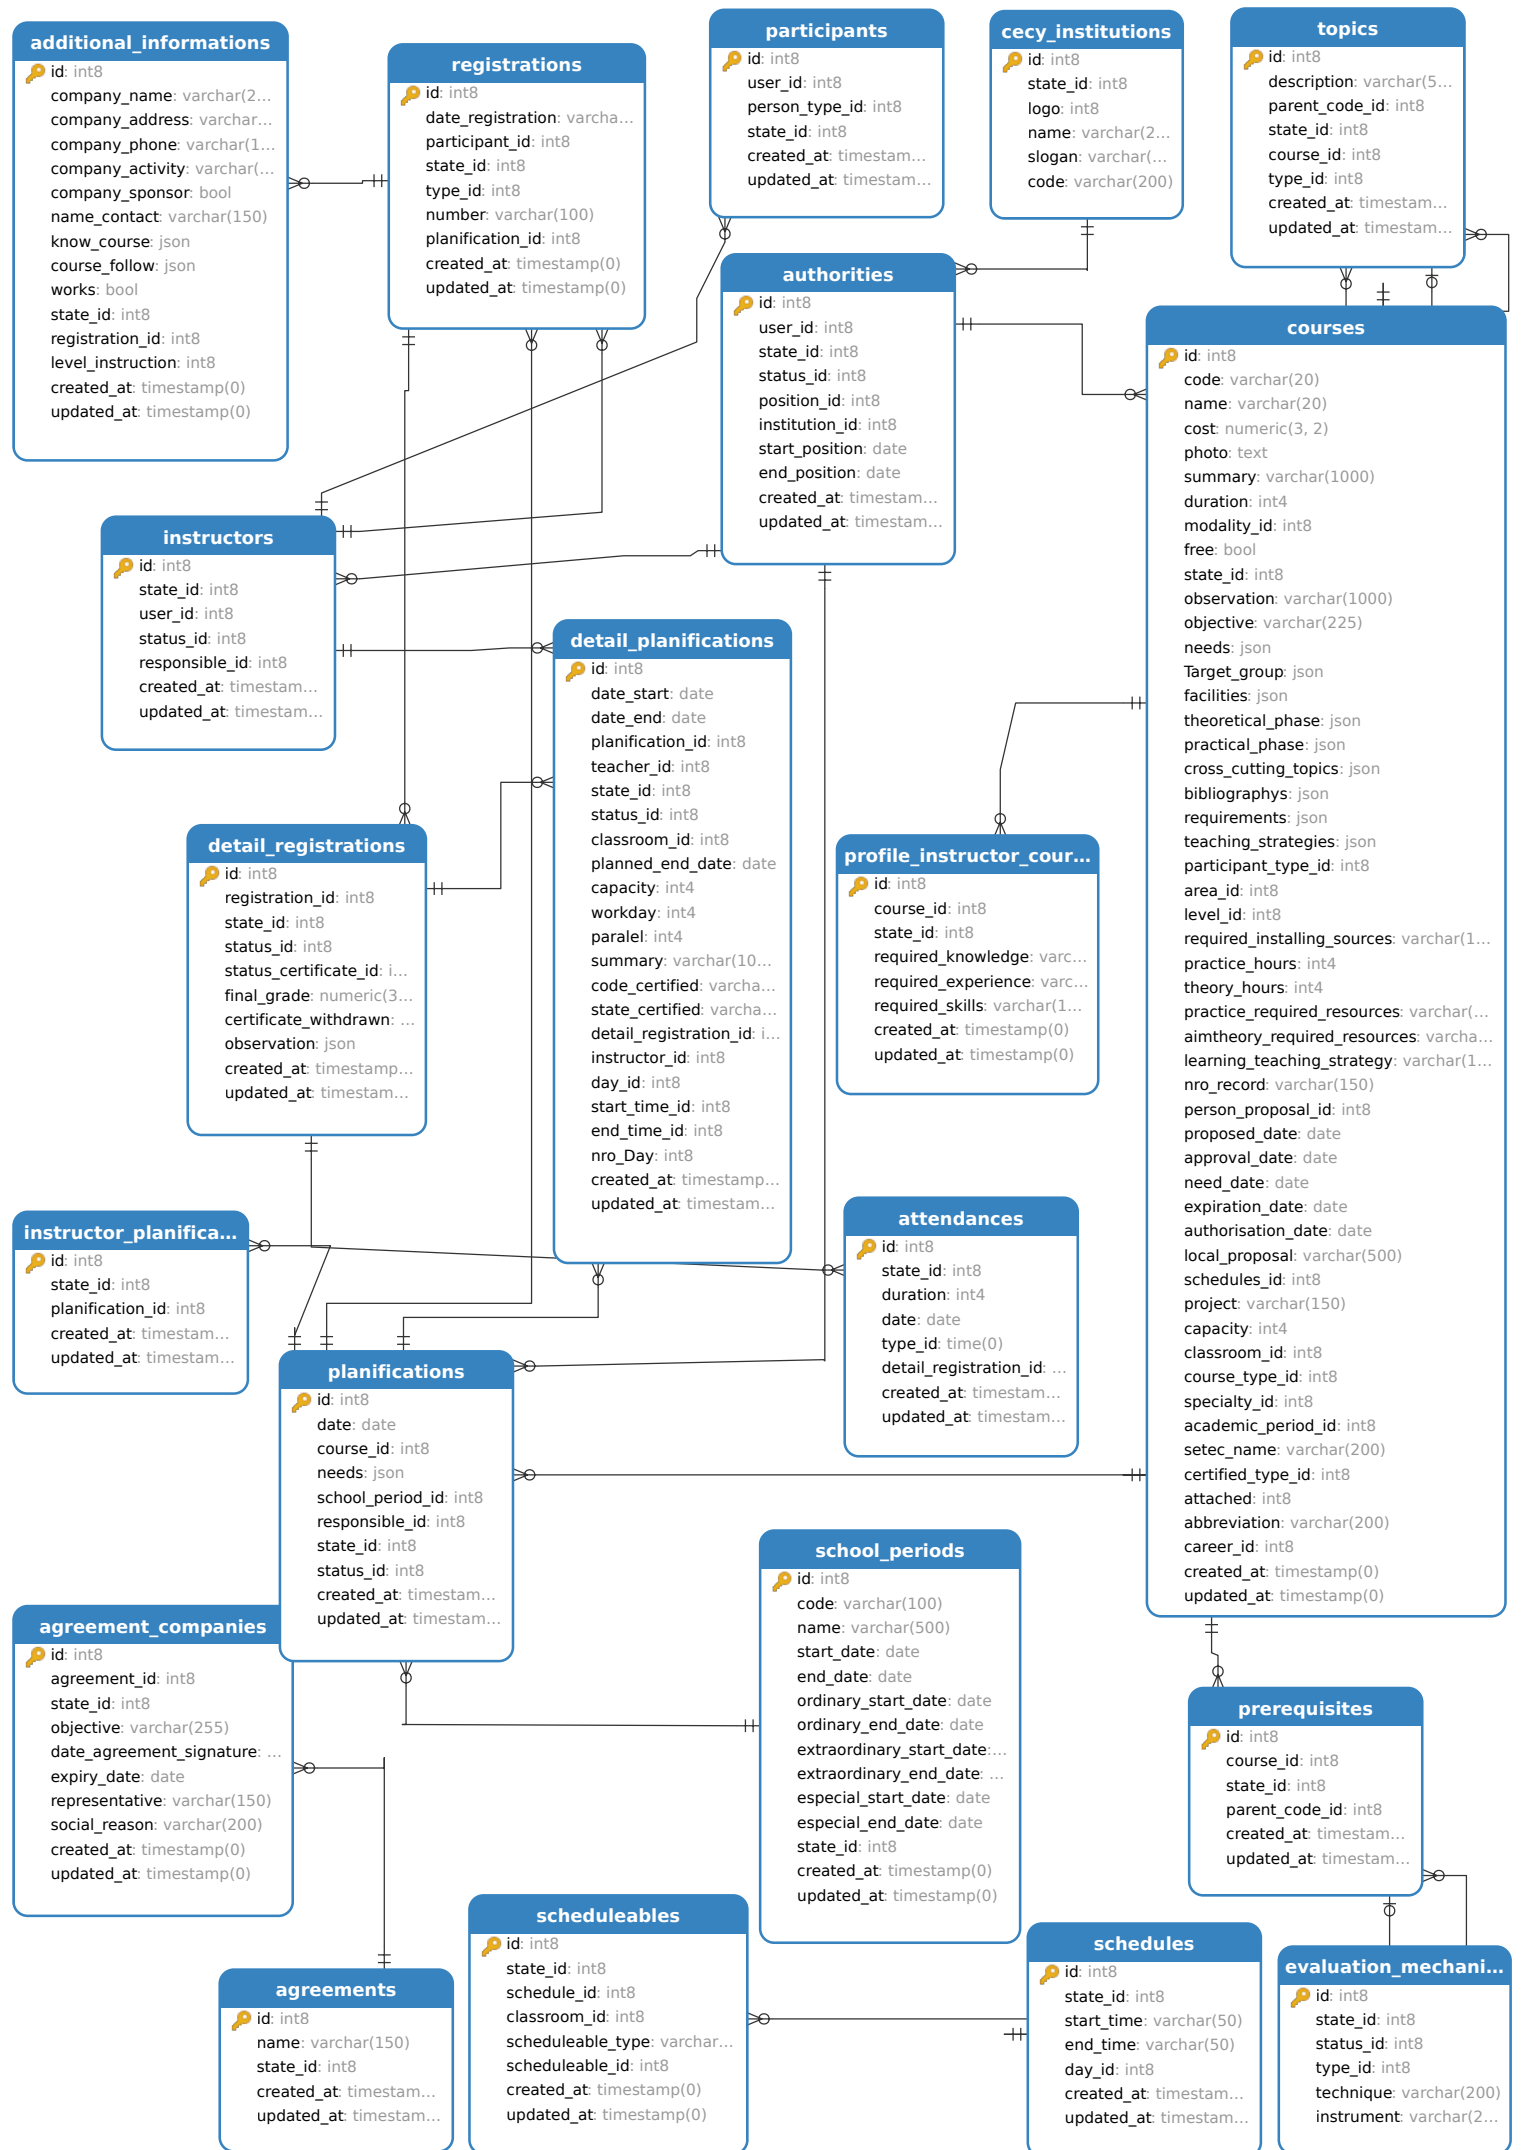 additional_informations
id: int8
company_name: varchar(2...
company_address: varchar...
company_phone: varchar(1...
company_activity: varchar(...
company_sponsor: bool
name_contact: varchar(150)
know_course: json
course_follow: json
works: bool
state_id: int8
registration_id: int8
level_instruction: int8
created_at: timestamp(0)
updated_at: timestamp(0)
registrations
id: int8
date_registration: varcha...
participant_id: int8
state_id: int8
type_id: int8
number: varchar(100)
planification_id: int8
created_at: timestamp(0)
updated_at: timestamp(0)
participants
id: int8
user_id: int8
person_type_id: int8
state_id: int8
created_at: timestam...
updated_at: timestam...
cecy_institutions
id: int8
state_id: int8
logo: int8
name: varchar(2...
slogan: varchar(...
code: varchar(200)
topics
id: int8
description: varchar(5...
parent_code_id: int8
state_id: int8
course_id: int8
type_id: int8
created_at: timestam...
updated_at: timestam...
authorities
id: int8
user_id: int8
state_id: int8
status_id: int8
position_id: int8
institution_id: int8
start_position: date
end_position: date
created_at: timestam...
updated_at: timestam...
courses
id: int8
code: varchar(20)
name: varchar(20)
cost: numeric(3, 2)
photo: text
summary: varchar(1000)
duration: int4
modality_id: int8
free: bool
state_id: int8
observation: varchar(1000)
objective: varchar(225)
needs: json
Target_group: json
facilities: json
theoretical_phase: json
practical_phase: json
cross_cutting_topics: json
bibliographys: json
requirements: json
teaching_strategies: json
participant_type_id: int8
area_id: int8
level_id: int8
required_installing_sources: varchar(1...
practice_hours: int4
theory_hours: int4
practice_required_resources: varchar(...
aimtheory_required_resources: varcha...
learning_teaching_strategy: varchar(1...
nro_record: varchar(150)
person_proposal_id: int8
proposed_date: date
approval_date: date
need_date: date
expiration_date: date
authorisation_date: date
local_proposal: varchar(500)
schedules_id: int8
project: varchar(150)
capacity: int4
classroom_id: int8
course_type_id: int8
specialty_id: int8
academic_period_id: int8
setec_name: varchar(200)
certified_type_id: int8
attached: int8
abbreviation: varchar(200)
career_id: int8
created_at: timestamp(0)
updated_at: timestamp(0)
instructors
id: int8
state_id: int8
user_id: int8
status_id: int8
responsible_id: int8
created_at: timestam...
updated_at: timestam...
detail_planifications
id: int8
date_start: date
date_end: date
planification_id: int8
teacher_id: int8
state_id: int8
status_id: int8
classroom_id: int8
planned_end_date: date
capacity: int4
workday: int4
paralel: int4
summary: varchar(10...
code_certified: varcha...
state_certified: varcha...
detail_registration_id: i...
instructor_id: int8
day_id: int8
start_time_id: int8
end_time_id: int8
nro_Day: int8
created_at: timestamp...
updated_at: timestam...
detail_registrations
id: int8
registration_id: int8
state_id: int8
status_id: int8
status_certificate_id: i...
final_grade: numeric(3...
certificate_withdrawn: ...
observation: json
created_at: timestamp...
updated_at: timestam...
profile_instructor_cour...
id: int8
course_id: int8
state_id: int8
required_knowledge: varc...
required_experience: varc...
required_skills: varchar(1...
created_at: timestamp(0)
updated_at: timestamp(0)
instructor_planifica...
id: int8
state_id: int8
planification_id: int8
created_at: timestam...
updated_at: timestam...
attendances
id: int8
state_id: int8
duration: int4
date: date
type_id: time(0)
detail_registration_id: ...
created_at: timestam...
updated_at: timestam...
planifications
id: int8
date: date
course_id: int8
needs: json
school_period_id: int8
responsible_id: int8
state_id: int8
status_id: int8
created_at: timestam...
updated_at: timestam...
school_periods
id: int8
code: varchar(100)
name: varchar(500)
start_date: date
end_date: date
ordinary_start_date: date
ordinary_end_date: date
extraordinary_start_date:...
extraordinary_end_date: ...
especial_start_date: date
especial_end_date: date
state_id: int8
created_at: timestamp(0)
updated_at: timestamp(0)
agreement_companies
id: int8
agreement_id: int8
state_id: int8
objective: varchar(255)
date_agreement_signature: ...
expiry_date: date
representative: varchar(150)
social_reason: varchar(200)
created_at: timestamp(0)
updated_at: timestamp(0)
prerequisites
id: int8
course_id: int8
state_id: int8
parent_code_id: int8
created_at: timestam...
updated_at: timestam...
agreements
id: int8
name: varchar(150)
state_id: int8
created_at: timestam...
updated_at: timestam...
scheduleables
id: int8
state_id: int8
schedule_id: int8
classroom_id: int8
scheduleable_type: varchar...
scheduleable_id: int8
created_at: timestamp(0)
updated_at: timestamp(0)
schedules
id: int8
state_id: int8
start_time: varchar(50)
end_time: varchar(50)
day_id: int8
created_at: timestam...
updated_at: timestam...
evaluation_mechani...
id: int8
state_id: int8
status_id: int8
type_id: int8
technique: varchar(200)
instrument: varchar(2...